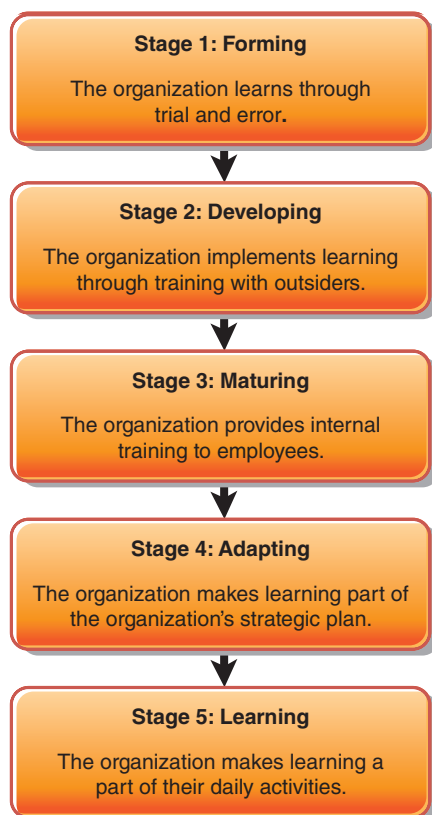 Stage 1: Forming
The organization learns through
trial and error.
Stage 2: Developing
The organization implements learning
through training with outsiders.
Stage 3: Maturing
The organization provides internal
training to employees.
Stage 4: Adapting
The organization makes learning part of
the organization’s strategic plan.
Stage 5: Learning
The organization makes learning a
part of their daily activities.